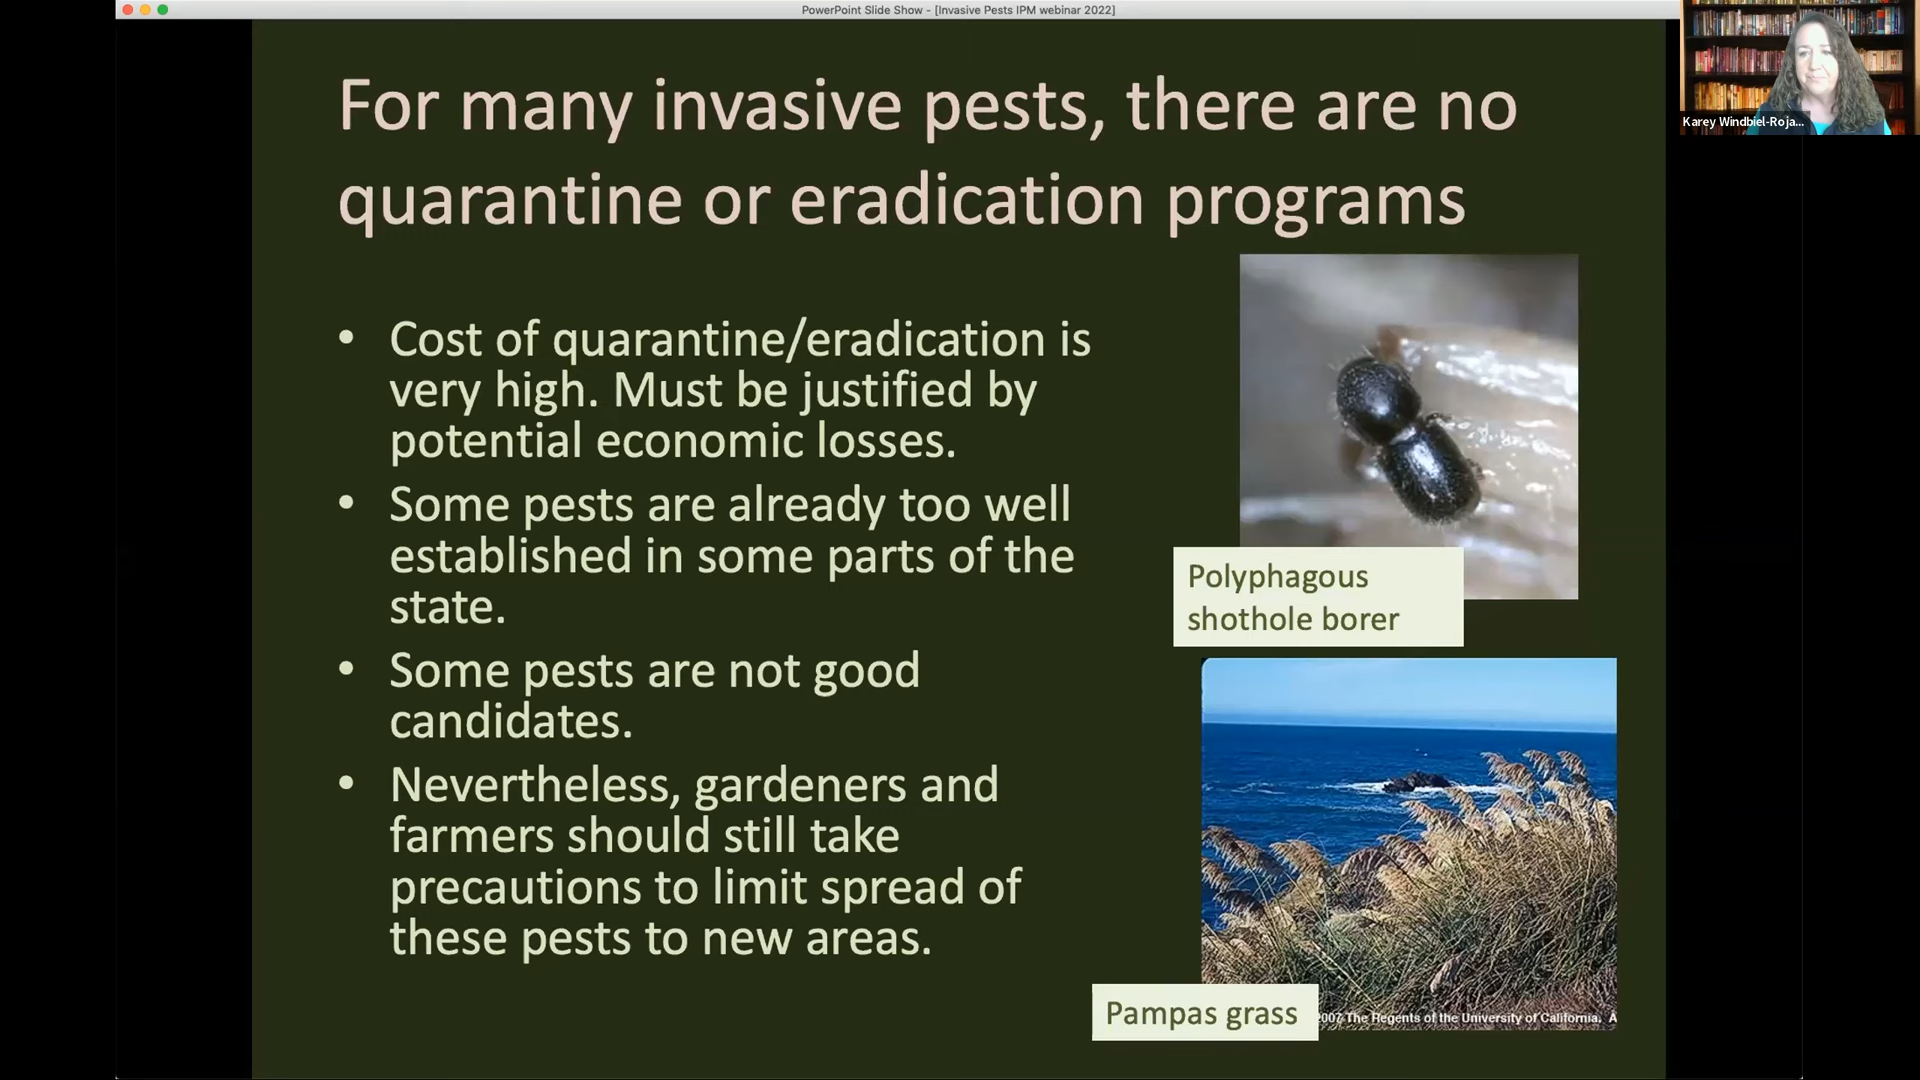 PowerPoint Slide Show - [Invasive Pests IPM webinar 2022]
Karey Windbiel-Roja...
For many invasive pests, there are no
quarantine or eradication programs
• Cost of quarantine/eradication is
very high. Must be justified by
potential economic losses.
• Some pests are already too well
established in some parts of the
state.
• Some pests are not good
candidates.
• Nevertheless, gardeners and
farmers should still take
precautions to limit spread of
these pests to new areas.
Polyphagous
shothole borer
Pampas grass
2007 The Regents of the University of California. A